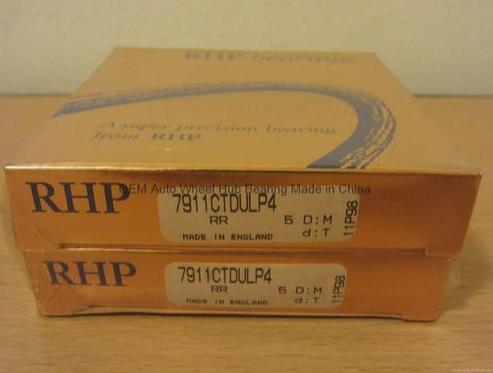 RHP bearings
A super precision bearing
from RHP
OEM Auto Wheel Hub Bearing Made in China
RHP
7911CTDULP4
RR 5 D:M
MADE IN ENGLAND d:T
11P98
RHP
7911CTDULP4
RR 5 D:M
MADE IN ENGLAND d:T
11P98